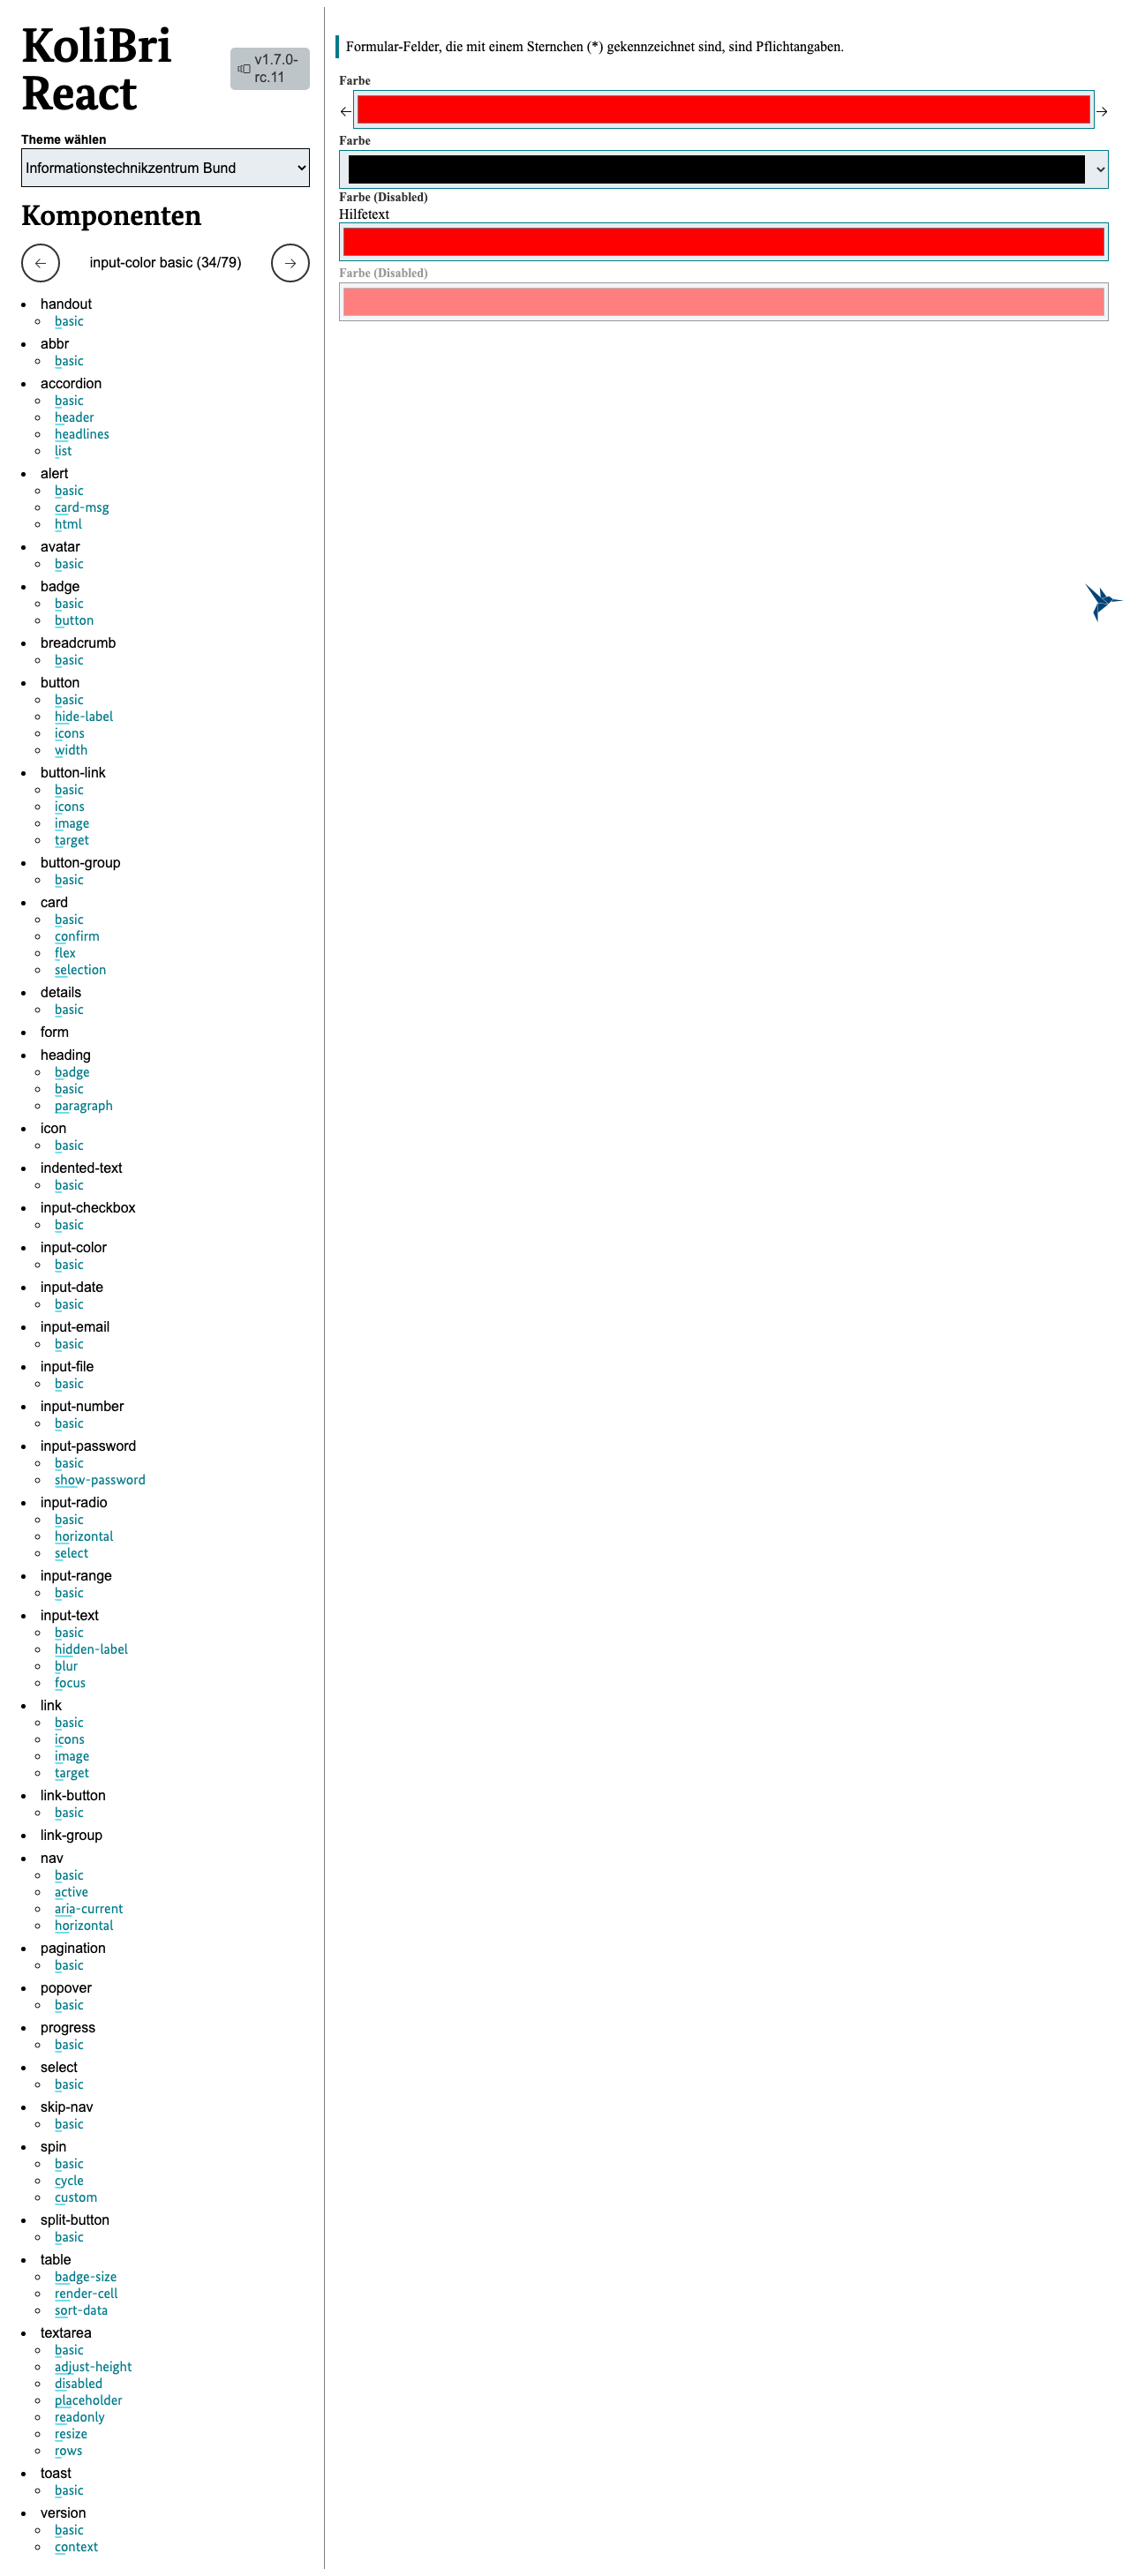 KoliBri
React
v1.7.0-
rc.11
Theme wählen
Informationstechnikzentrum Bund
Komponenten
input-color basic (34/79)
handout
basic
abbr
basic
accordion
basic
header
headlines
list
alert
basic
card-msg
html
avatar
basic
badge
basic
button
breadcrumb
basic
button
basic
hide-label
icons
width
button-link
basic
icons
image
target
button-group
basic
card
basic
confirm
flex
selection
details
basic
form
heading
badge
basic
paragraph
icon
basic
indented-text
basic
input-checkbox
basic
input-color
basic
input-date
basic
input-email
basic
input-file
basic
input-number
basic
input-password
basic
show-password
input-radio
basic
horizontal
select
input-range
basic
input-text
basic
hidden-label
blur
focus
link
basic
icons
image
target
link-button
basic
link-group
nav
basic
active
aria-current
horizontal
pagination
basic
popover
basic
progress
basic
select
basic
skip-nav
basic
spin
basic
cycle
custom
split-button
basic
table
badge-size
render-cell
sort-data
textarea
basic
adjust-height
disabled
placeholder
readonly
resize
rows
toast
basic
version
basic
context
Formular-Felder, die mit einem Sternchen (*) gekennzeichnet sind, sind Pflichtangaben.
Farbe
Farbe
Farbe (Disabled)
Hilfetext
Farbe (Disabled)